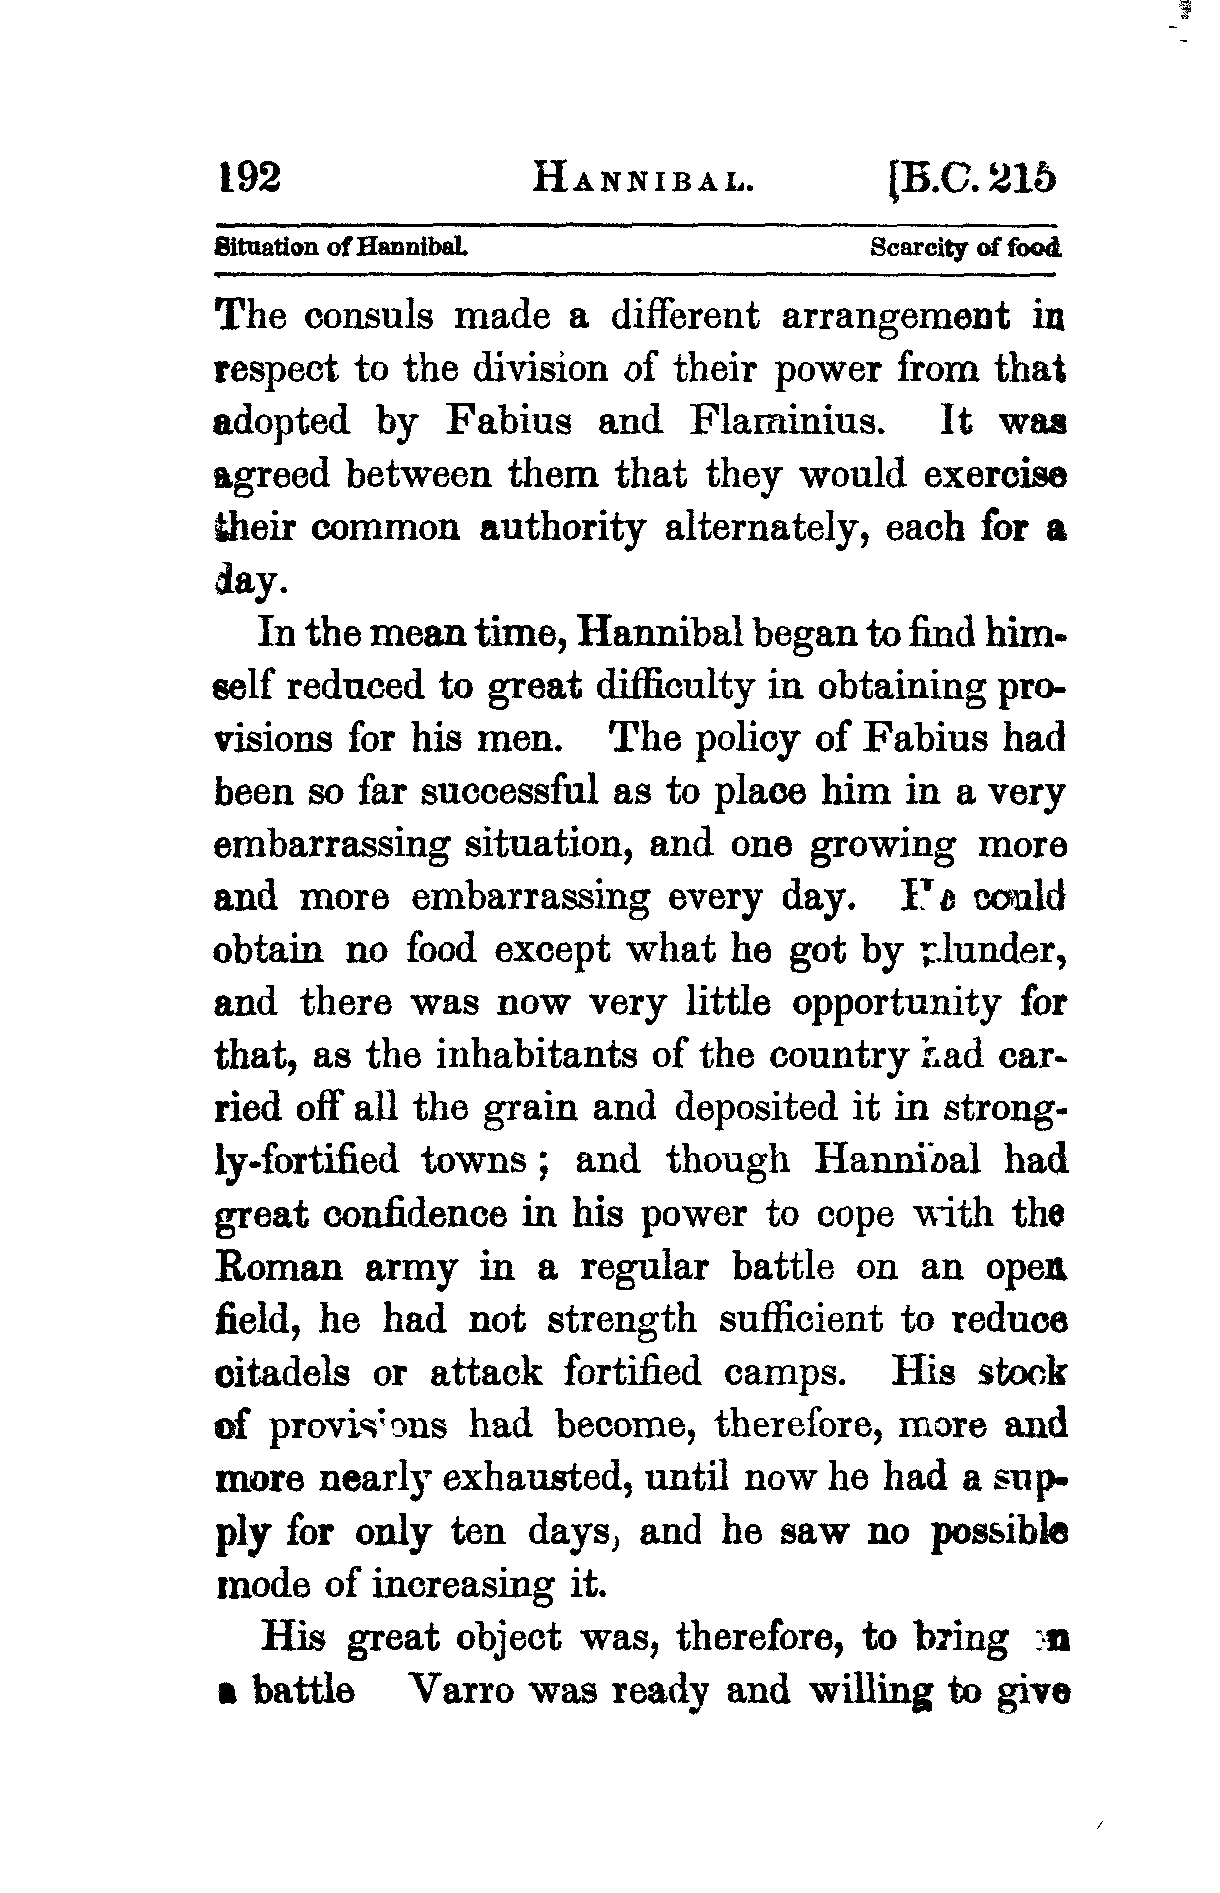 192 HANNIBAL. [B.C. 215
Situation of Hannibal. Scarcity of food.
The consuls made a different arrangement in
respect to the division of their power from that
adopted by Fabius and Flaminius. It was
agreed between them that they would exercise
their common authority alternately, each for a
day.
In the mean time, Hannibal began to find him-
self reduced to great difficulty in obtaining pro-
visions for his men. The policy of Fabius had
been so far successful as to place him in a very
embarrassing situation, and one growing more
and more embarrassing every day. He could
obtain no food except what he got by plunder,
and there was now very little opportunity for
that, as the inhabitants of the country had car-
ried off all the grain and deposited it in strong-
ly-fortified towns; and though Hannibal had
great confidence in his power to cope with the
Roman army in a regular battle on an open
field, he had not strength sufficient to reduce
citadels or attack fortified camps. His stock
of provisions had become, therefore, more and
more nearly exhausted, until now he had a sup-
ply for only ten days, and he saw no possible
mode of increasing it.
His great object was, therefore, to bring on
a battle Varro was ready and willing to give